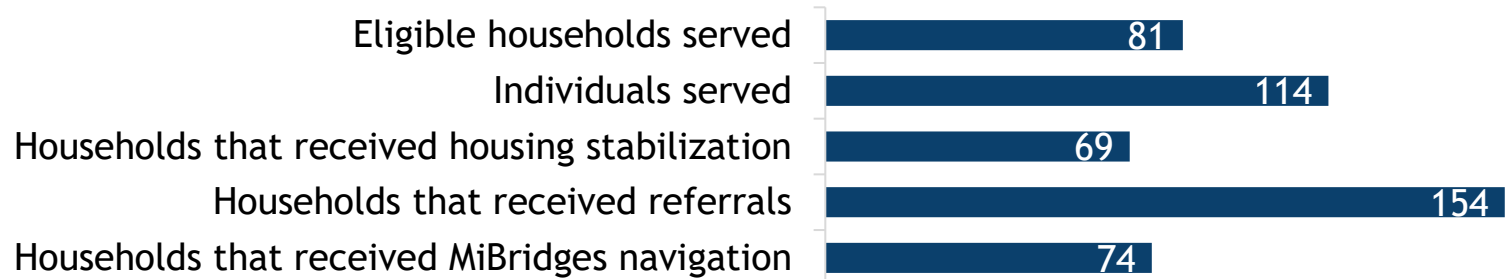 Eligible households served 81
Individuals served 114
Households that received housing stabilization 69
Households that received referrals 154
Households that received MiBridges navigation 74